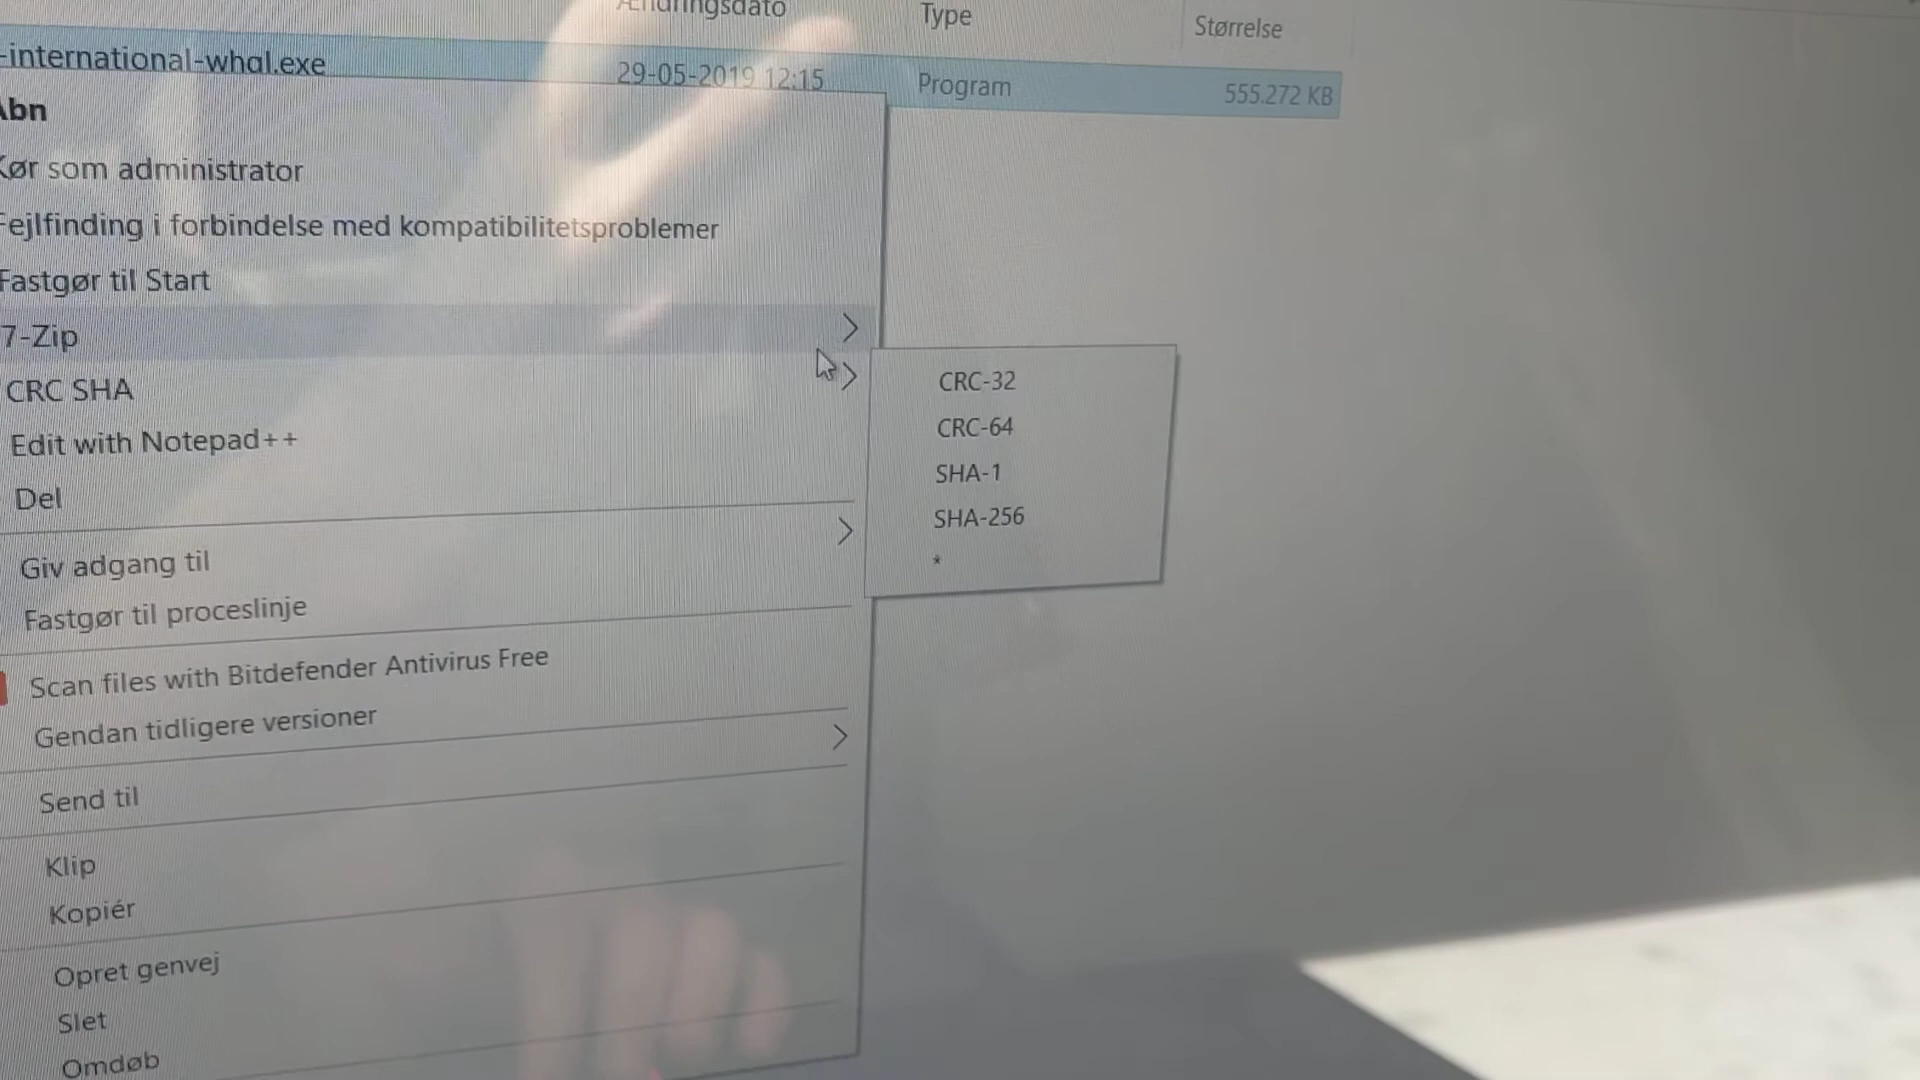 Ændringsdato Type Størrelse
-international-whql.exe 29-05-2019 12:15 Program 555.272 KB
Åbn
Kør som administrator
Fejlfinding i forbindelse med kompatibilitetsproblemer
Fastgør til Start
7-Zip
CRC SHA
Edit with Notepad++
Del
Giv adgang til
Fastgør til proceslinje
Scan files with Bitdefender Antivirus Free
Gendan tidligere versioner
Send til
Klip
Kopiér
Opret genvej
Slet
Omdøb
CRC-32
CRC-64
SHA-1
SHA-256
*